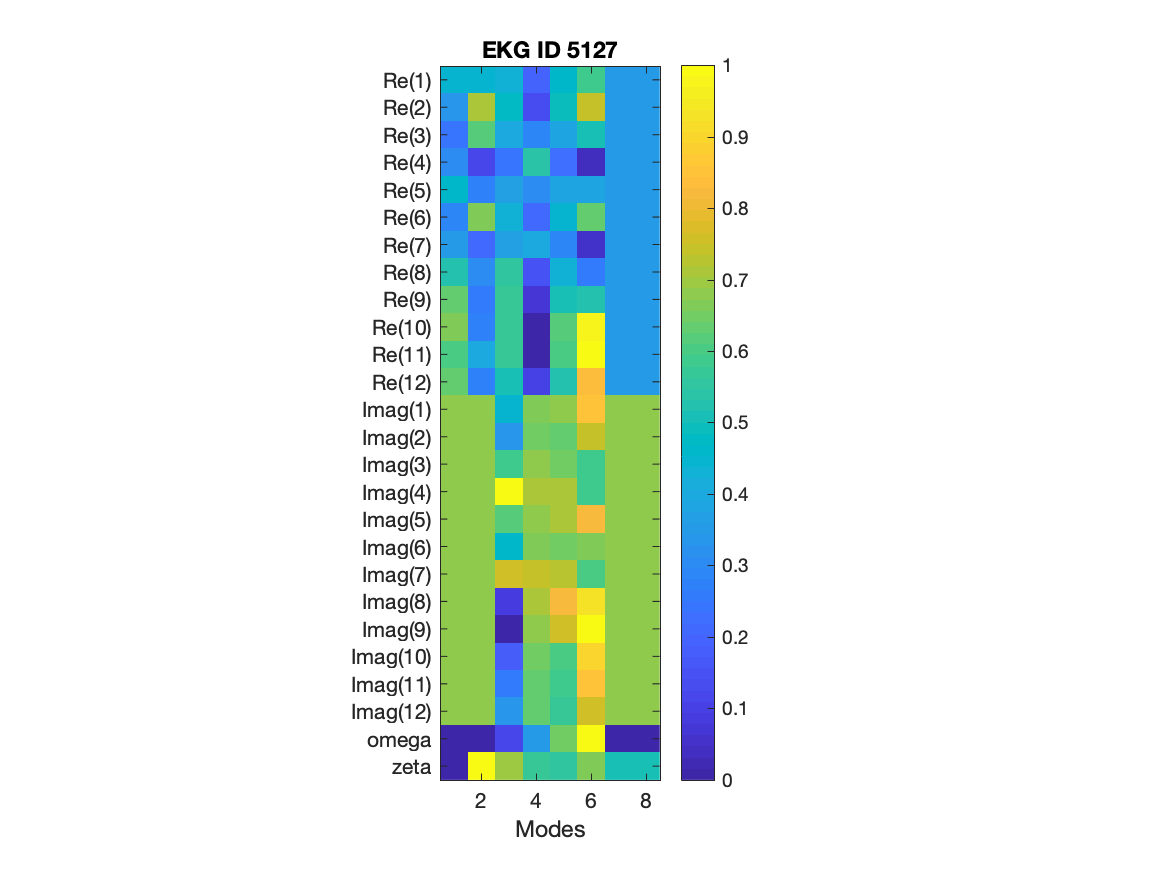 EKG ID 5127
Re(1)
Re(2)
Re(3)
Re(4)
Re(5)
Re(6)
Re(7)
Re(8)
Re(9)
Re(10)
Re(11)
Re(12)
Imag(1)
Imag(2)
Imag(3)
Imag(4)
Imag(5)
Imag(6)
Imag(7)
Imag(8)
Imag(9)
Imag(10)
Imag(11)
Imag(12)
omega
zeta
2 4 6 8
Modes
1
0.9
0.8
0.7
0.6
0.5
0.4
0.3
0.2
0.1
0